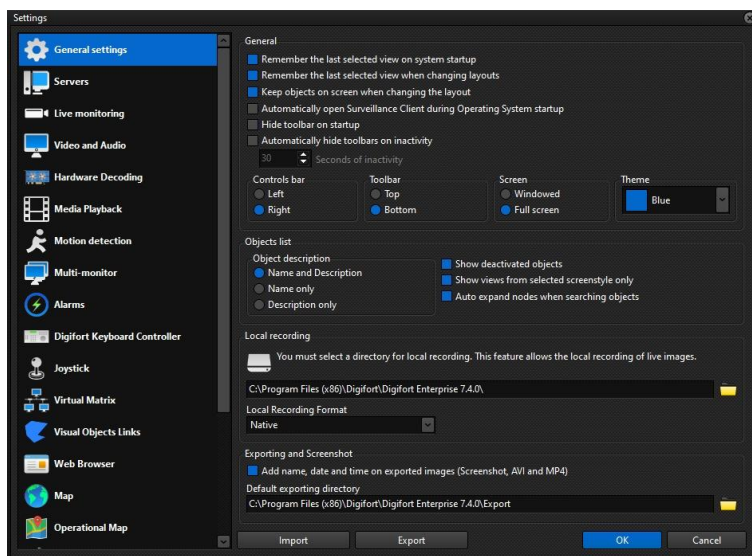 Settings
General settings
Servers
Live monitoring
Video and Audio
Hardware Decoding
Media Playback
Motion detection
Multi-monitor
Alarms
Digifort Keyboard Controller
Joystick
Virtual Matrix
Visual Objects Links
Web Browser
Map
Operational Map
General
Remember the last selected view on system startup
Remember the last selected view when changing layouts
Keep objects on screen when changing the layout
Automatically open Surveillance Client during Operating System startup
Hide toolbar on startup
Automatically hide toolbars on inactivity
30 Seconds of inactivity
Controls bar
Left
Right
Toolbar
Top
Bottom
Screen
Windowed
Full screen
Theme
Blue
Objects list
Object description
Name and Description
Name only
Description only
Show deactivated objects
Show views from selected screenstyle only
Auto expand nodes when searching objects
Local recording
You must select a directory for local recording. This feature allows the local recording of live images.
C:\Program Files (x86)\Digifort\Digifort Enterprise 7.4.0\
Local Recording Format
Native
Exporting and Screenshot
Add name, date and time on exported images (Screenshot, AVI and MP4)
Default exporting directory
C:\Program Files (x86)\Digifort\Digifort Enterprise 7.4.0\Export
Import
Export
OK
Cancel